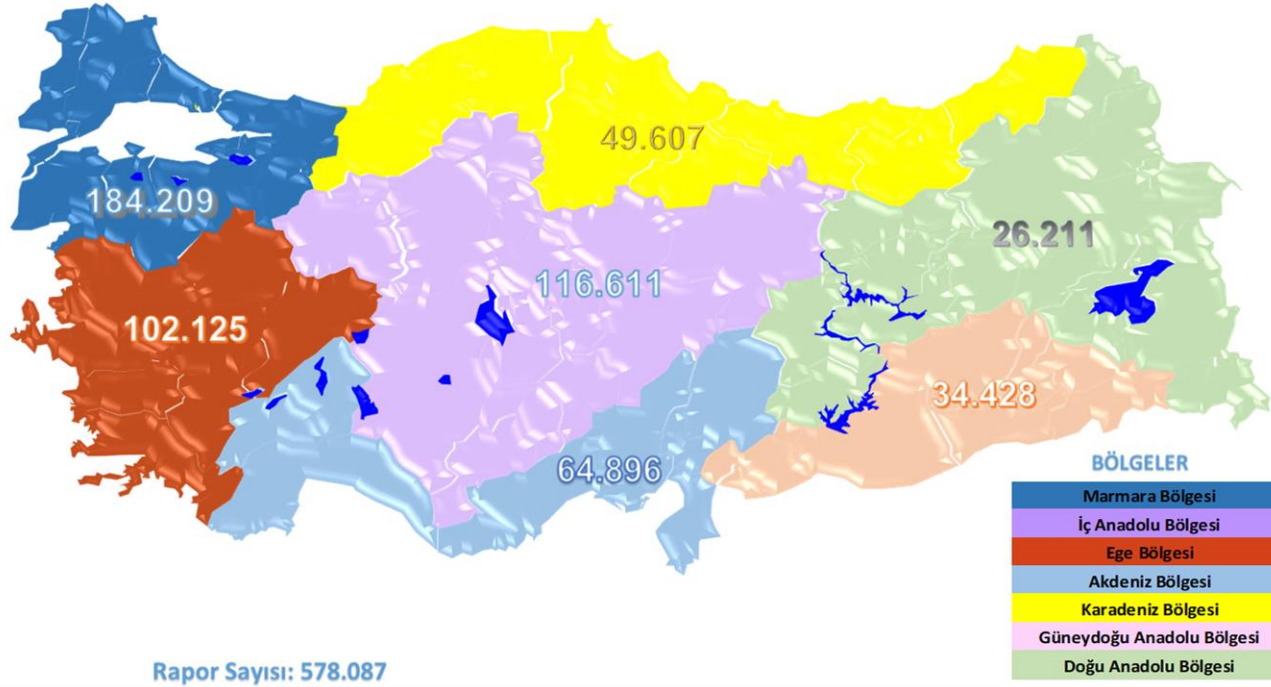 49.607
184.209
26.211
116.611
102.125
34.428
64.896
BÖLGELER
Marmara Bölgesi
İç Anadolu Bölgesi
Ege Bölgesi
Akdeniz Bölgesi
Karadeniz Bölgesi
Güneydoğu Anadolu Bölgesi
Doğu Anadolu Bölgesi
Rapor Sayısı: 578.087